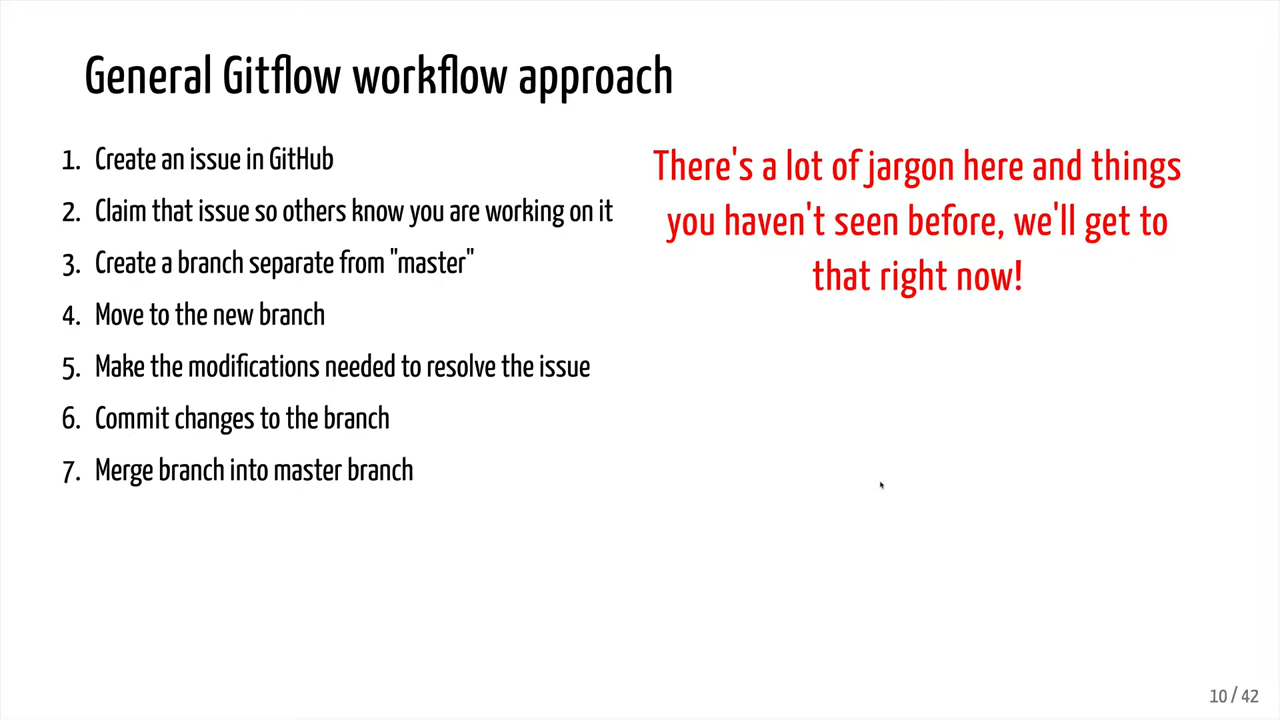 General Gitflow workflow approach
1. Create an issue in GitHub
2. Claim that issue so others know you are working on it
3. Create a branch separate from "master"
4. Move to the new branch
5. Make the modifications needed to resolve the issue
6. Commit changes to the branch
7. Merge branch into master branch
There's a lot of jargon here and things
you haven't seen before, we'll get to
that right now!
10 / 42